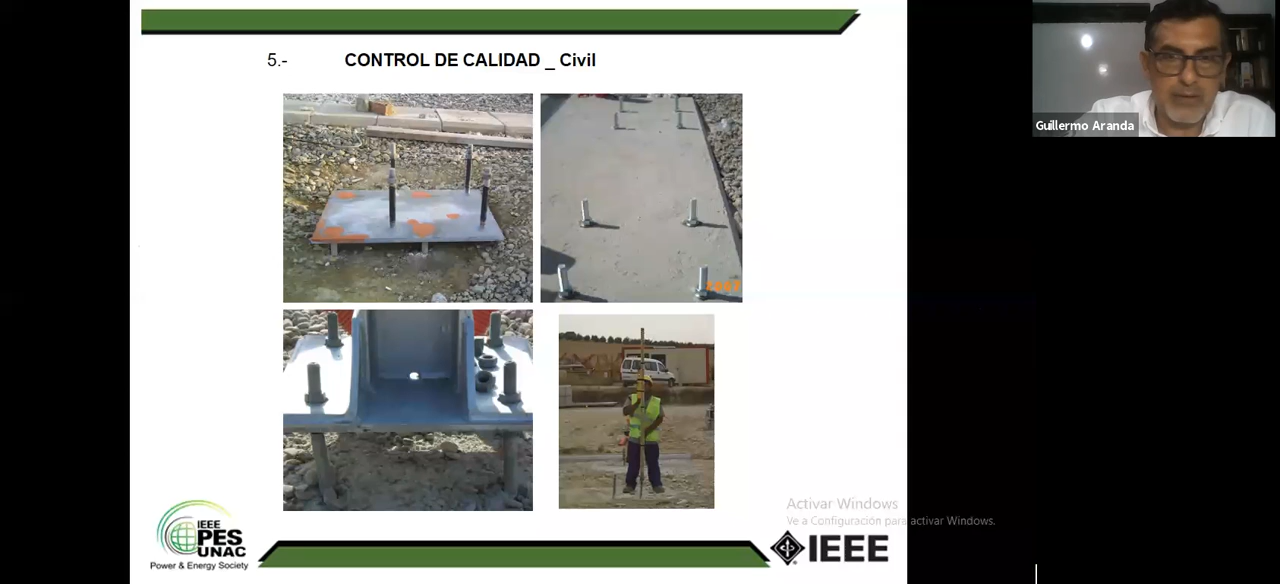 5.- CONTROL DE CALIDAD _ Civil
Guillermo Aranda
Activar Windows
Ve a Configuración para activar Windows.
IEEE
PES
UNAC
Power & Energy Society
IEEE